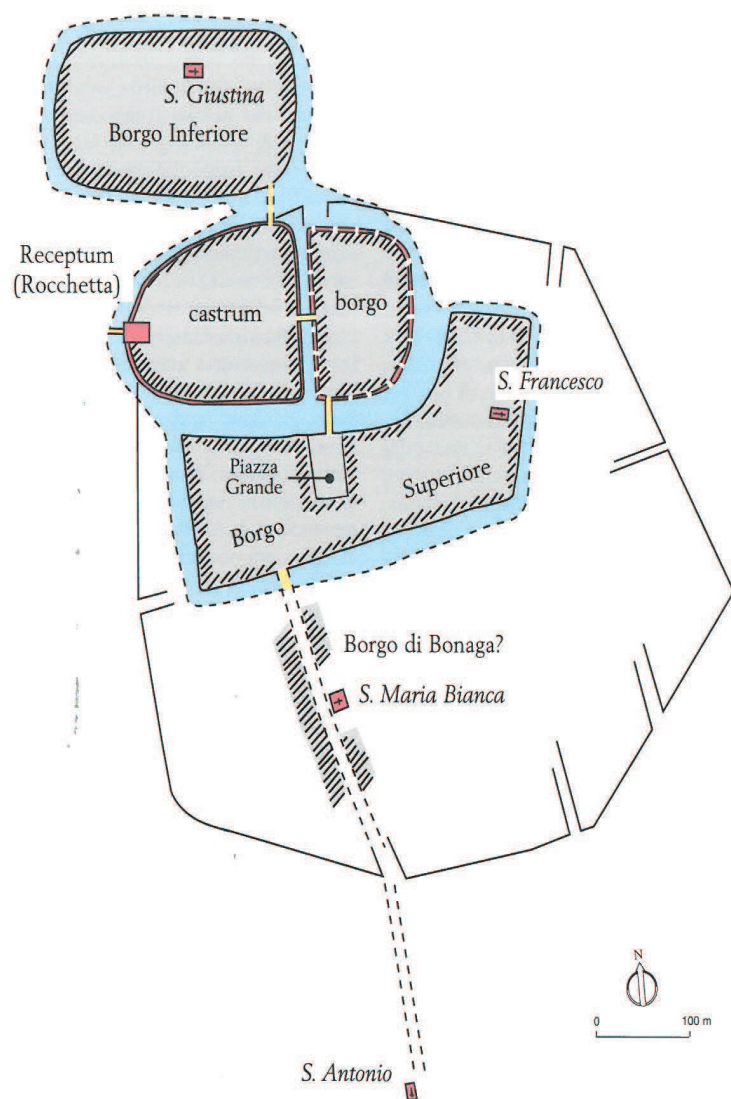 S. Giustina
Borgo Inferiore
Receptum
(Rocchetta)
castrum
borgo
S. Francesco
Piazza
Grande
Superiore
Borgo
Borgo di Bonaga?
S. Maria Bianca
N
0 100 m
S. Antonio